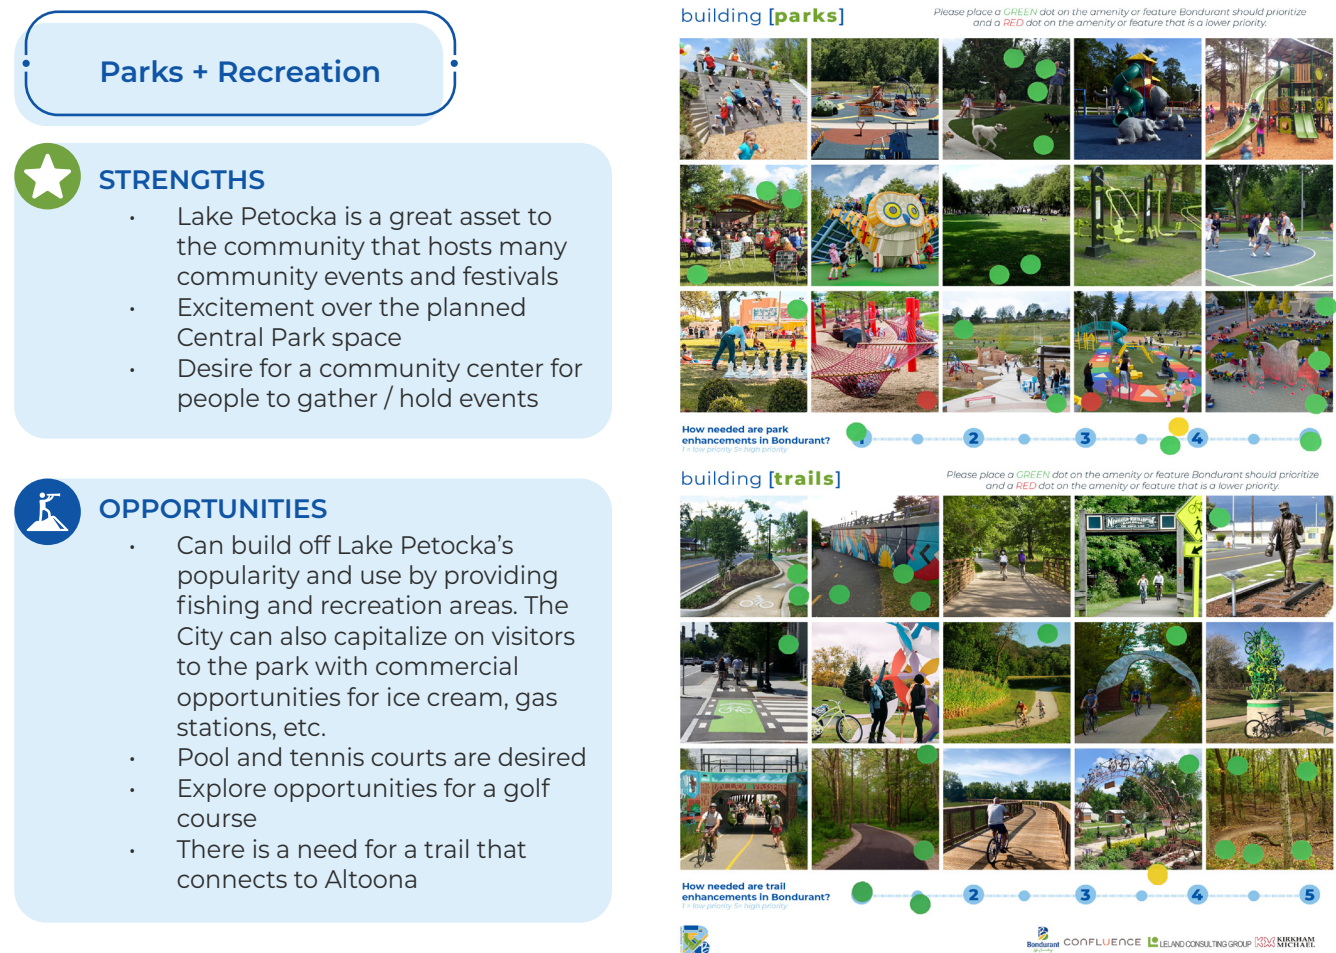 Parks + Recreation
STRENGTHS
• Lake Petocka is a great asset to
the community that hosts many
community events and festivals
• Excitement over the planned
Central Park space
• Desire for a community center for
people to gather / hold events
OPPORTUNITIES
• Can build off Lake Petocka’s
popularity and use by providing
fishing and recreation areas. The
City can also capitalize on visitors
to the park with commercial
opportunities for ice cream, gas
stations, etc.
• Pool and tennis courts are desired
• Explore opportunities for a golf
course
• There is a need for a trail that
connects to Altoona
building [parks]
Please place a GREEN dot on the amenity or feature Bondurant should prioritize
and a RED dot on the amenity or feature that is a lower priority.
How needed are park
enhancements in Bondurant?
1 = low priority 5= high priority
2 3 4
building [trails]
Please place a GREEN dot on the amenity or feature Bondurant should prioritize
and a RED dot on the amenity or feature that is a lower priority.
How needed are trail
enhancements in Bondurant?
1 = low priority 5= high priority
2 3 4 5
Bondurant
CONFLUENCE
LELAND CONSULTING GROUP
KIRKHAM
MICHAEL